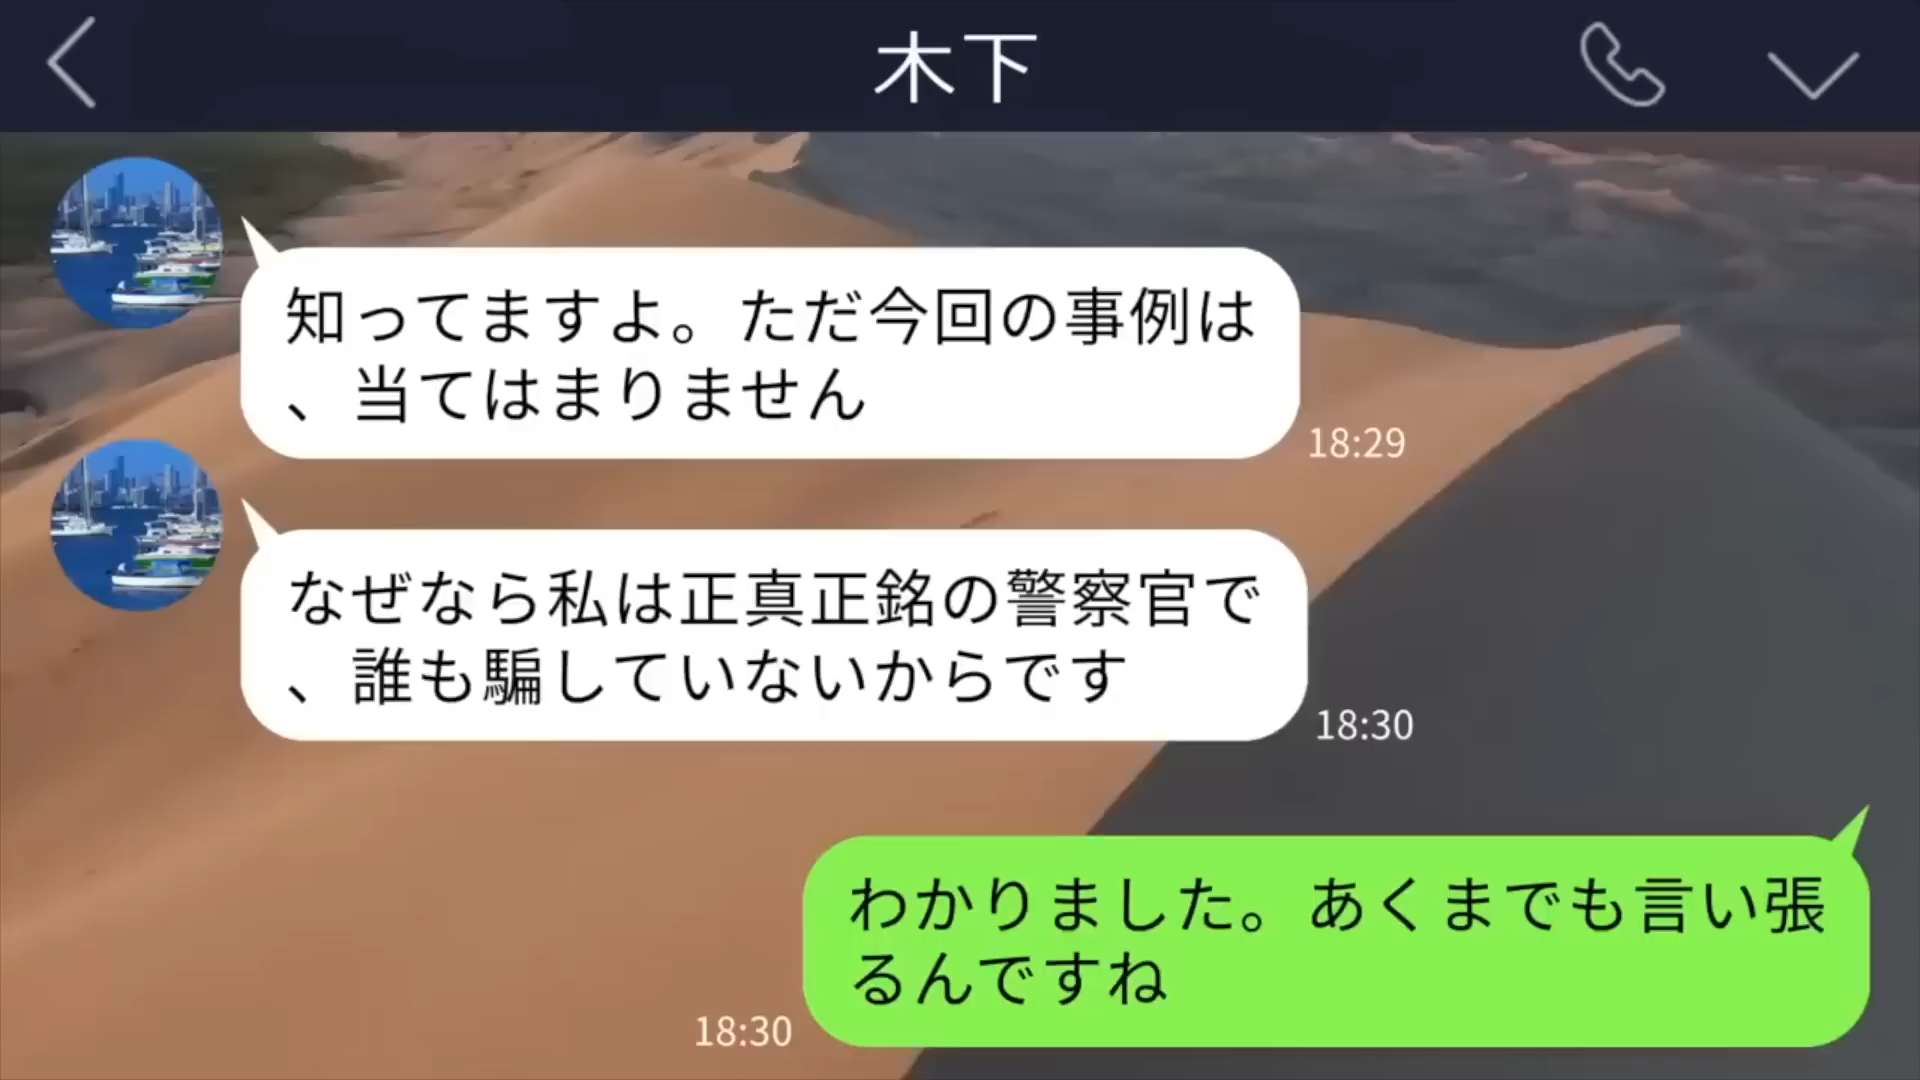 木下
知ってますよ。ただ今回の事例は
、当てはまりません
18:29
なぜなら私は正真正銘の警察官で
、誰も騙していないからです
18:30
わかりました。あくまでも言い張
るんですね
18:30